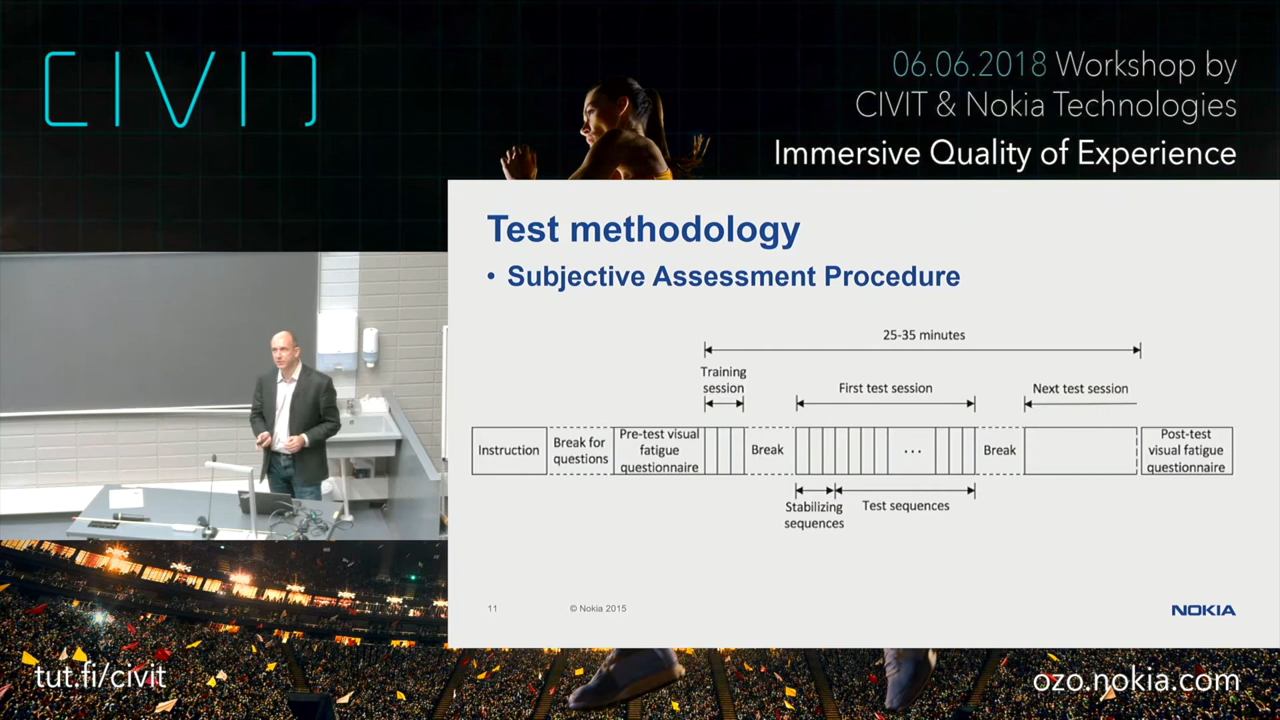 CIVIT
06.06.2018 Workshop by
CIVIT & Nokia Technologies
Immersive Quality of Experience
Test methodology
• Subjective Assessment Procedure
25-35 minutes
Training
session
First test session
Next test session
Instruction
Break for
questions
Pre-test visual
fatigue
questionnaire
Break
...
Break
Post-test
visual fatigue
questionnaire
Stabilizing
sequences
Test sequences
11
© Nokia 2015
NOKIA
tut.fi/civit
ozo.nokia.com